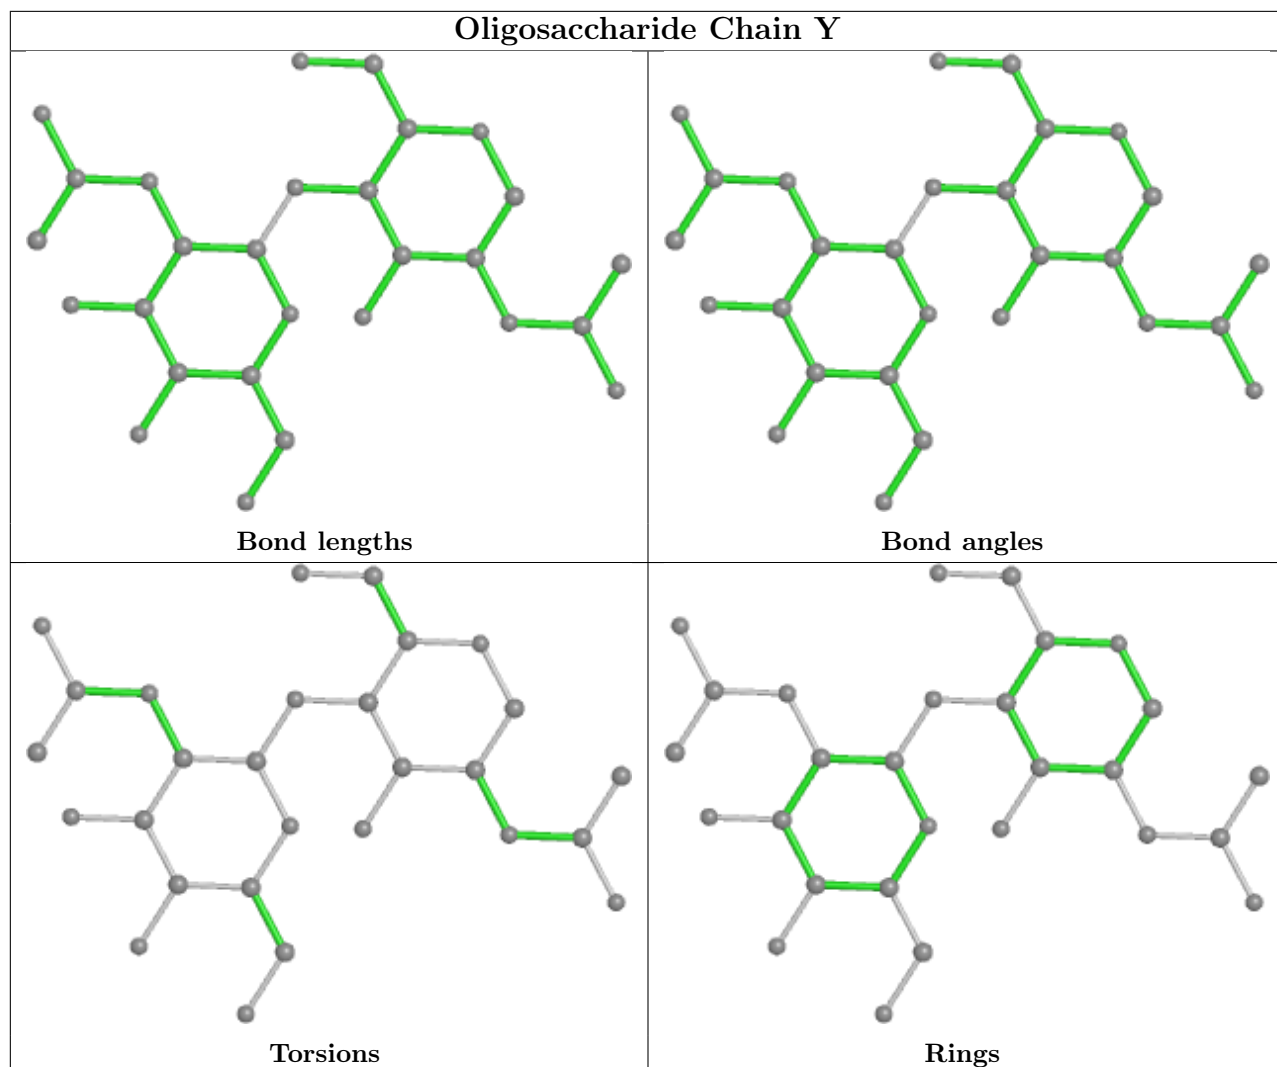 Oligosaccharide Chain Y
Bond lengths
Bond angles
Torsions
Rings